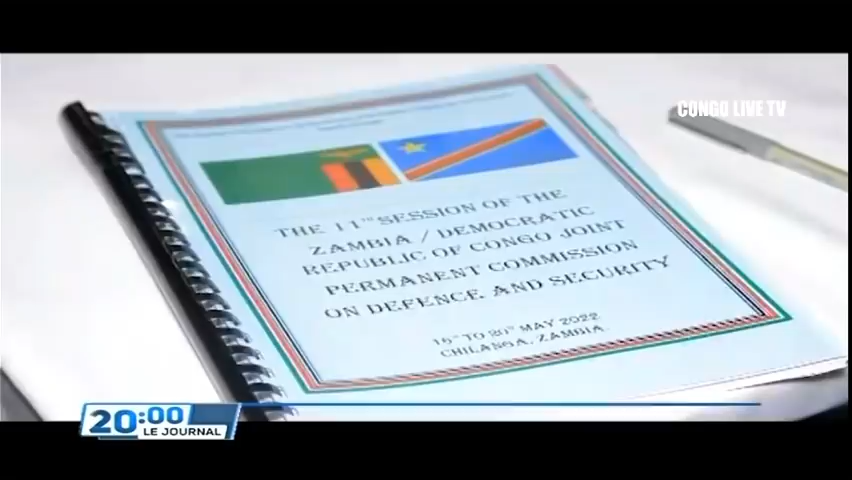 CONGO LIVE TV
THE 11TH SESSION OF THE
ZAMBIA / DEMOCRATIC
REPUBLIC OF CONGO JOINT
PERMANENT COMMISSION
ON DEFENCE AND SECURITY
16TH TO 20TH MAY 2022
CHILANGA, ZAMBIA.
20:00
LE JOURNAL